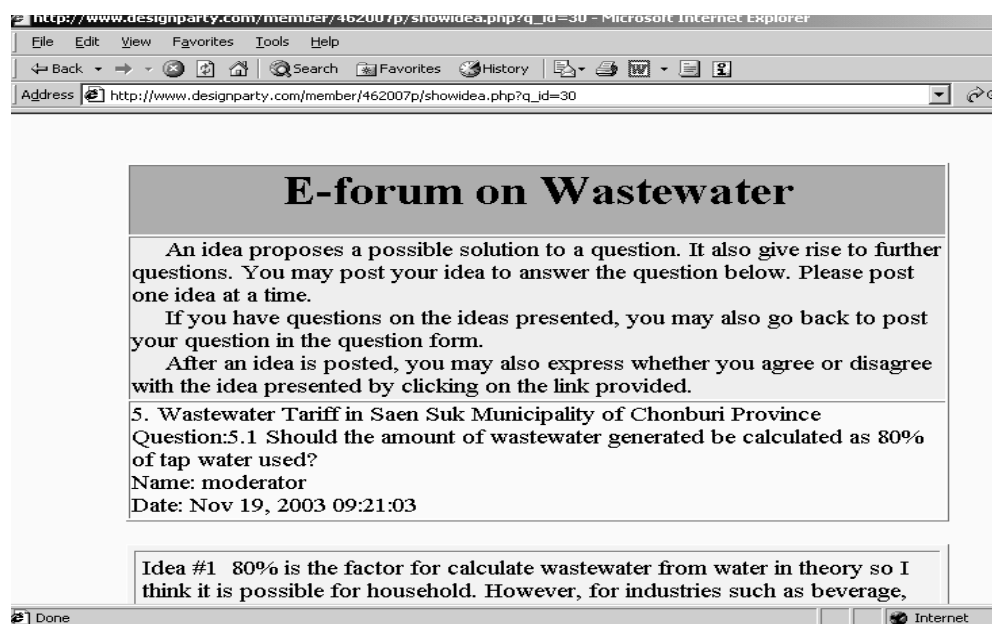 http://www.designparty.com/member/462007p/showidea.php?q_id=30 - Microsoft Internet Explorer
File Edit View Favorites Tools Help
Back Search Favorites History
Address http://www.designparty.com/member/462007p/showidea.php?q_id=30
E-forum on Wastewater
An idea proposes a possible solution to a question. It also give rise to further
questions. You may post your idea to answer the question below. Please post
one idea at a time.
If you have questions on the ideas presented, you may also go back to post
your question in the question form.
After an idea is posted, you may also express whether you agree or disagree
with the idea presented by clicking on the link provided.
5. Wastewater Tariff in Saen Suk Municipality of Chonburi Province
Question:5.1 Should the amount of wastewater generated be calculated as 80%
of tap water used?
Name: moderator
Date: Nov 19, 2003 09:21:03
Idea #1 80% is the factor for calculate wastewater from water in theory so I
think it is possible for household. However, for industries such as beverage,
Done Internet